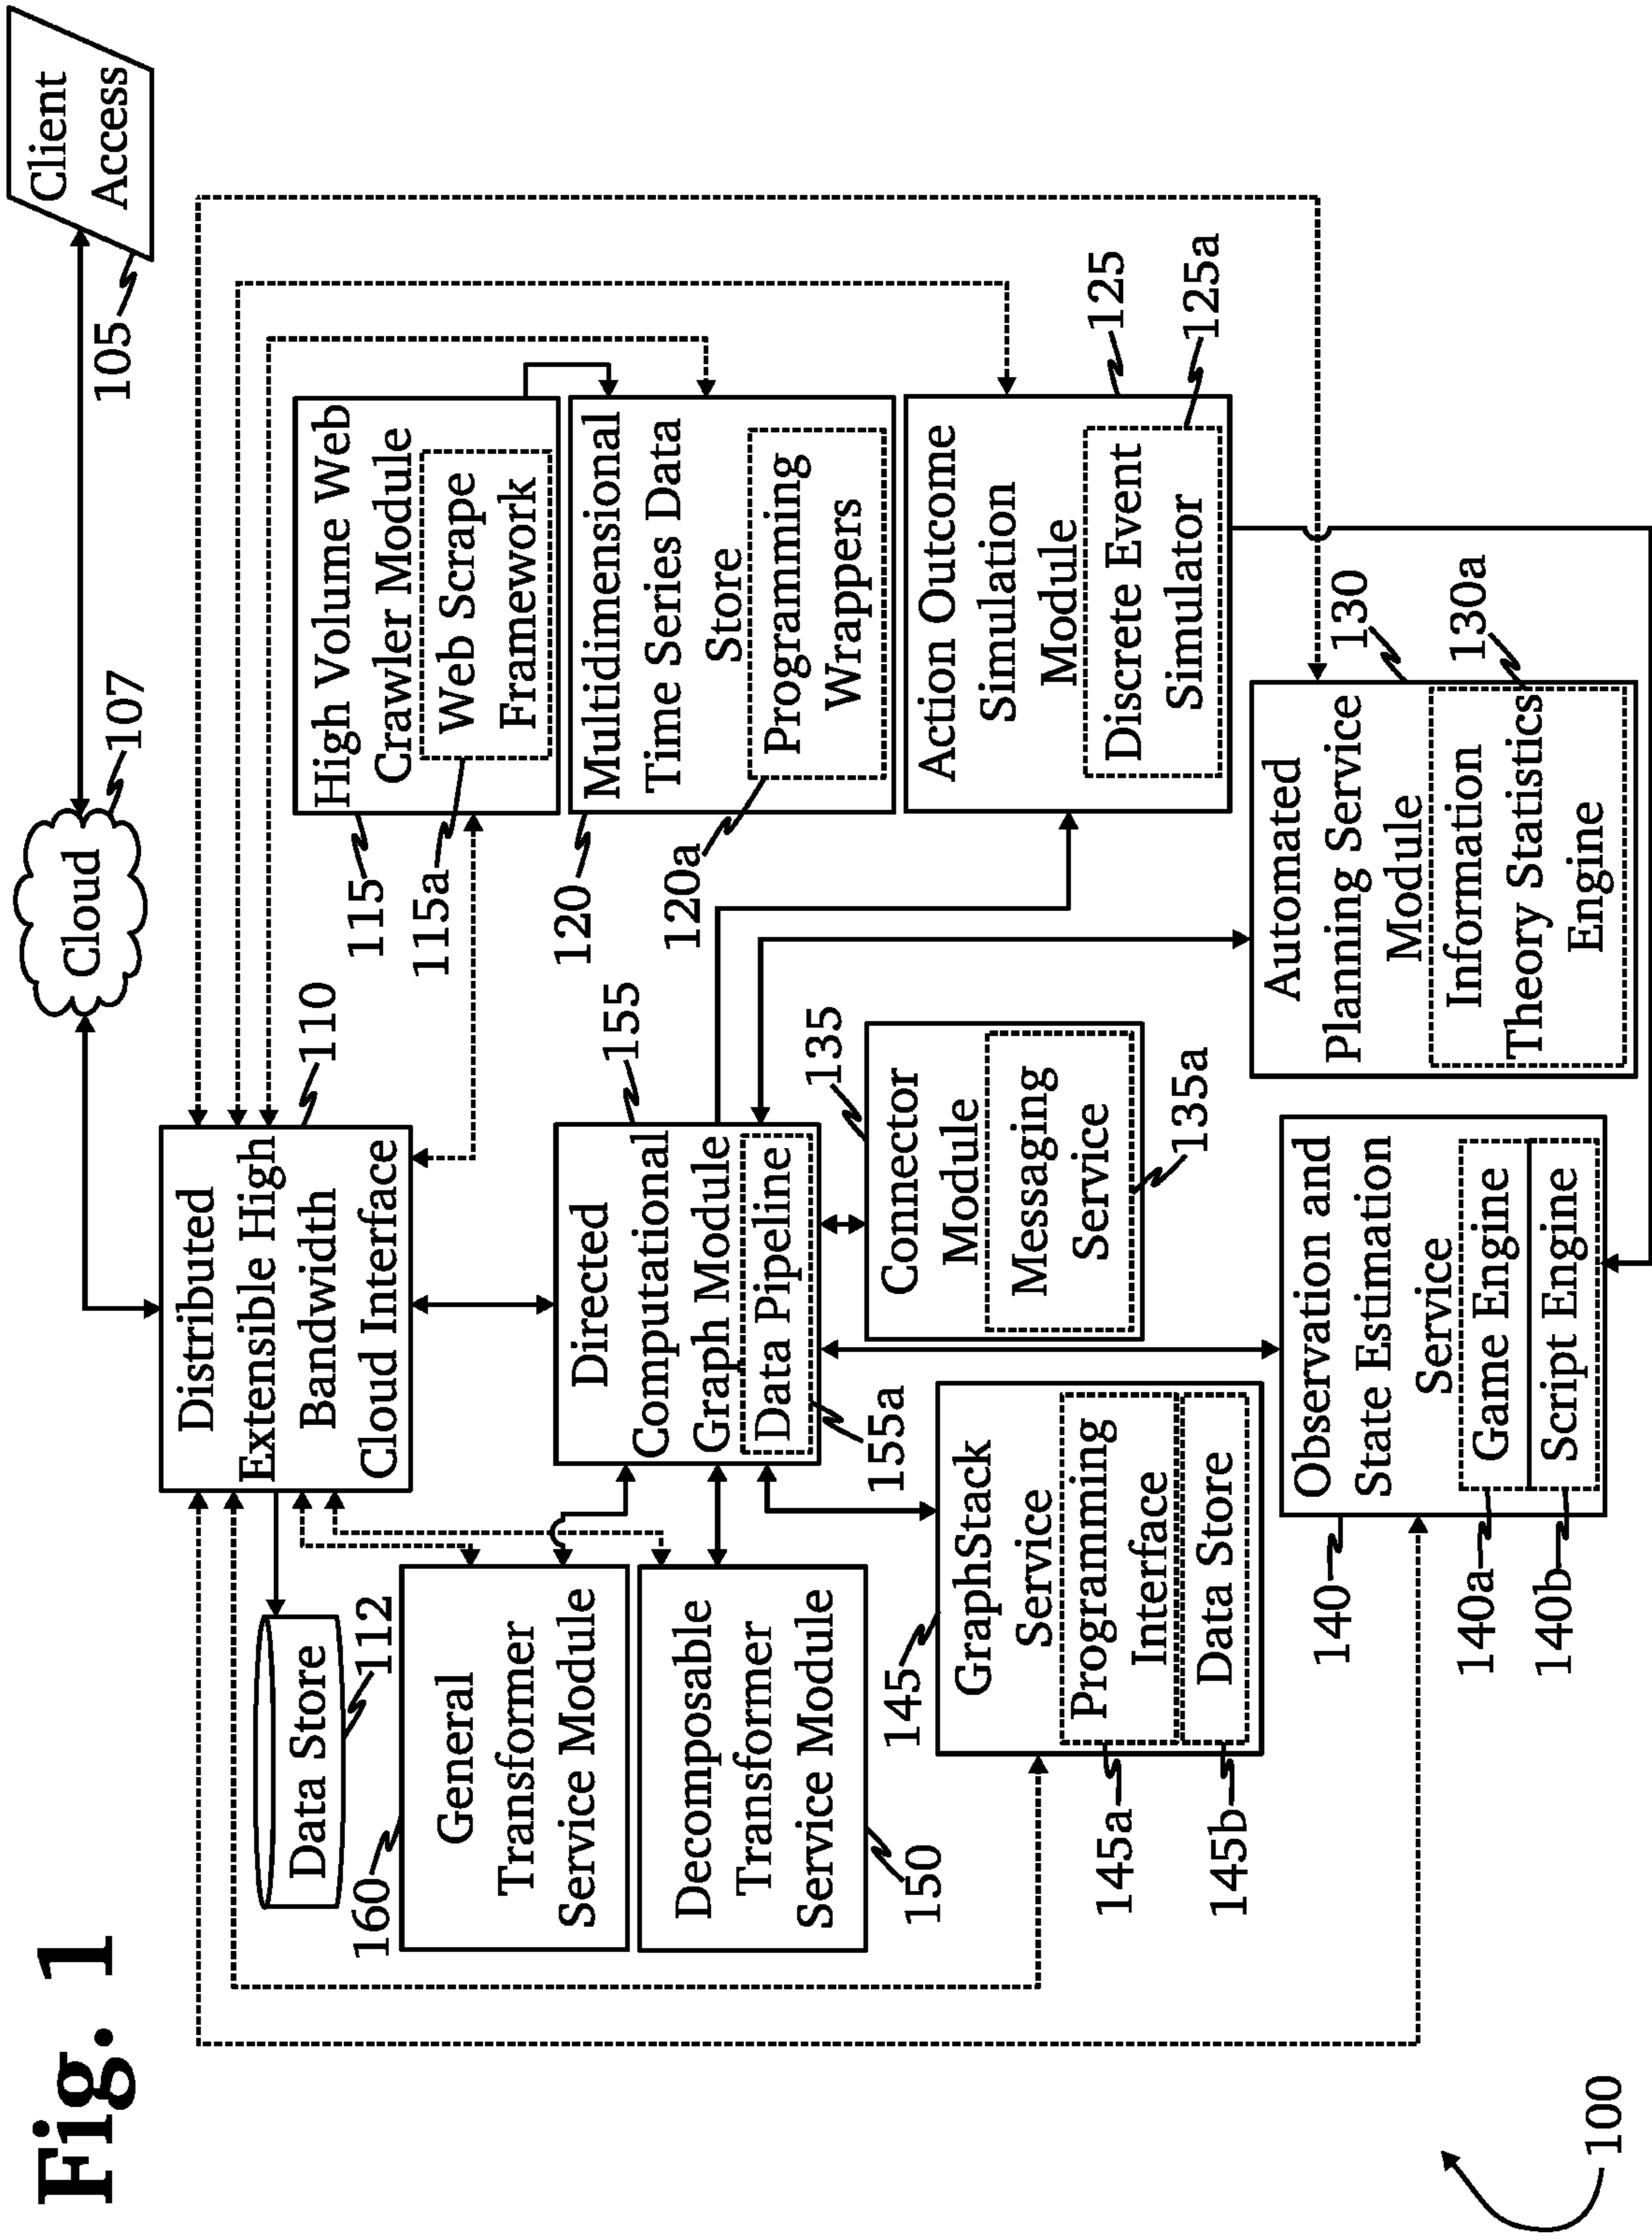 Fig. 1
Client
Access
105
Cloud
107
Distributed
Extensible High
Bandwidth
Cloud Interface
110
Data Store
112
High Volume Web
Crawler Module
Web Scrape
Framework
115
115a
Multidimensional
Time Series Data
Store
Programming
Wrappers
120
120a
Action Outcome
Simulation
Module
Discrete Event
Simulator
125
125a
General
Transformer
Service Module
160
Decomposable
Transformer
Service Module
150
Directed
Computational
Graph Module
Data Pipeline
155
155a
Connector
Module
Messaging
Service
135
135a
GraphStack
Service
Programming
Interface
Data Store
145
145a
145b
Automated
Planning Service
Module
Information
Theory Statistics
Engine
130
130a
Observation and
State Estimation
Service
Game Engine
Script Engine
140
140a
140b
100